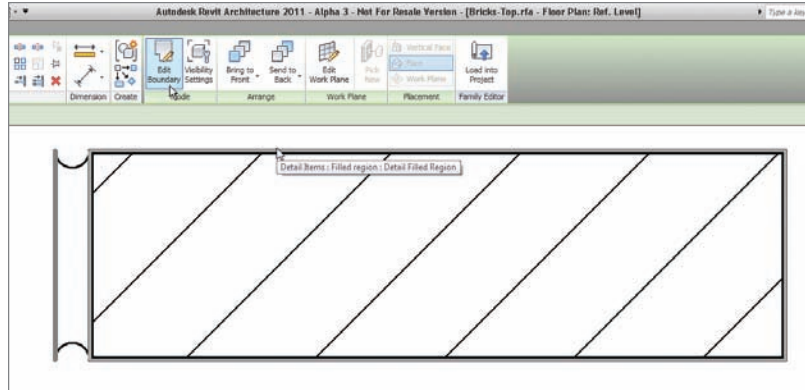 Autodesk Revit Architecture 2011 - Alpha 3 - Not For Resale Version - [Bricks-Top.rfa - Floor Plan: Ref. Level]
Type a key
Edit Boundary
Visibility Settings
Bring to Front
Send to Back
Edit Work Plane
Pick New
Vertical Face
Face
Work Plane
Load into Project
Dimension
Create
Mode
Arrange
Work Plane
Placement
Family Editor
Detail Items : Filled region : Detail Filled Region